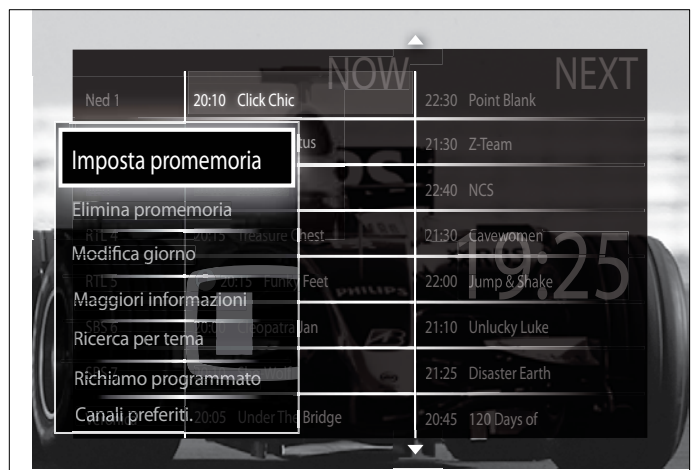 NOW NEXT
Ned 1 20:10 Click Chic 22:30 Point Blank
tus 21:30 Z-Team
Imposta promemoria
22:40 NCS
Elimina promemoria
RTL 4 20:15 Treasure Chest 21:30 Cavewomen
Modifica giorno
19:25
RTL 5 20:15 Funky Feet PHILIPS 22:00 Jump & Shake
Maggiori informazioni
SBS 6 20:00 Cleopatra Jan 21:10 Unlucky Luke
Ricerca per tema
21:25 Disaster Earth
Richiamo programmato
Canali preferiti.
Veronica 20:05 Under The Bridge 20:45 120 Days of